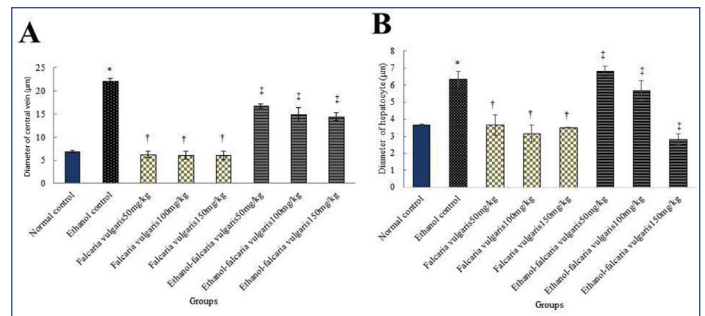 A
Diameter of central vein (µm)
25
20
15
10
5
0
*
†
†
†
‡
‡
‡
Normal control
Ethanol control
Falcaria vulgaris50mg/kg
Falcaria vulgaris100mg/kg
Falcaria vulgaris150mg/kg
Ethanol-falcaria vulgaris50mg/kg
Ethanol-falcaria vulgaris100mg/kg
Ethanol-falcaria vulgaris150mg/kg
Groups
B
Diameter of hepatocyte (µm)
8
7
6
5
4
3
2
1
0
*
†
†
†
‡
‡
‡
Normal control
Ethanol control
Falcaria vulgaris50mg/kg
Falcaria vulgaris100mg/kg
Falcaria vulgaris150mg/kg
Ethanol-falcaria vulgaris50mg/kg
Ethanol-falcaria vulgaris100mg/kg
Ethanol-falcaria vulgaris150mg/kg
Groups